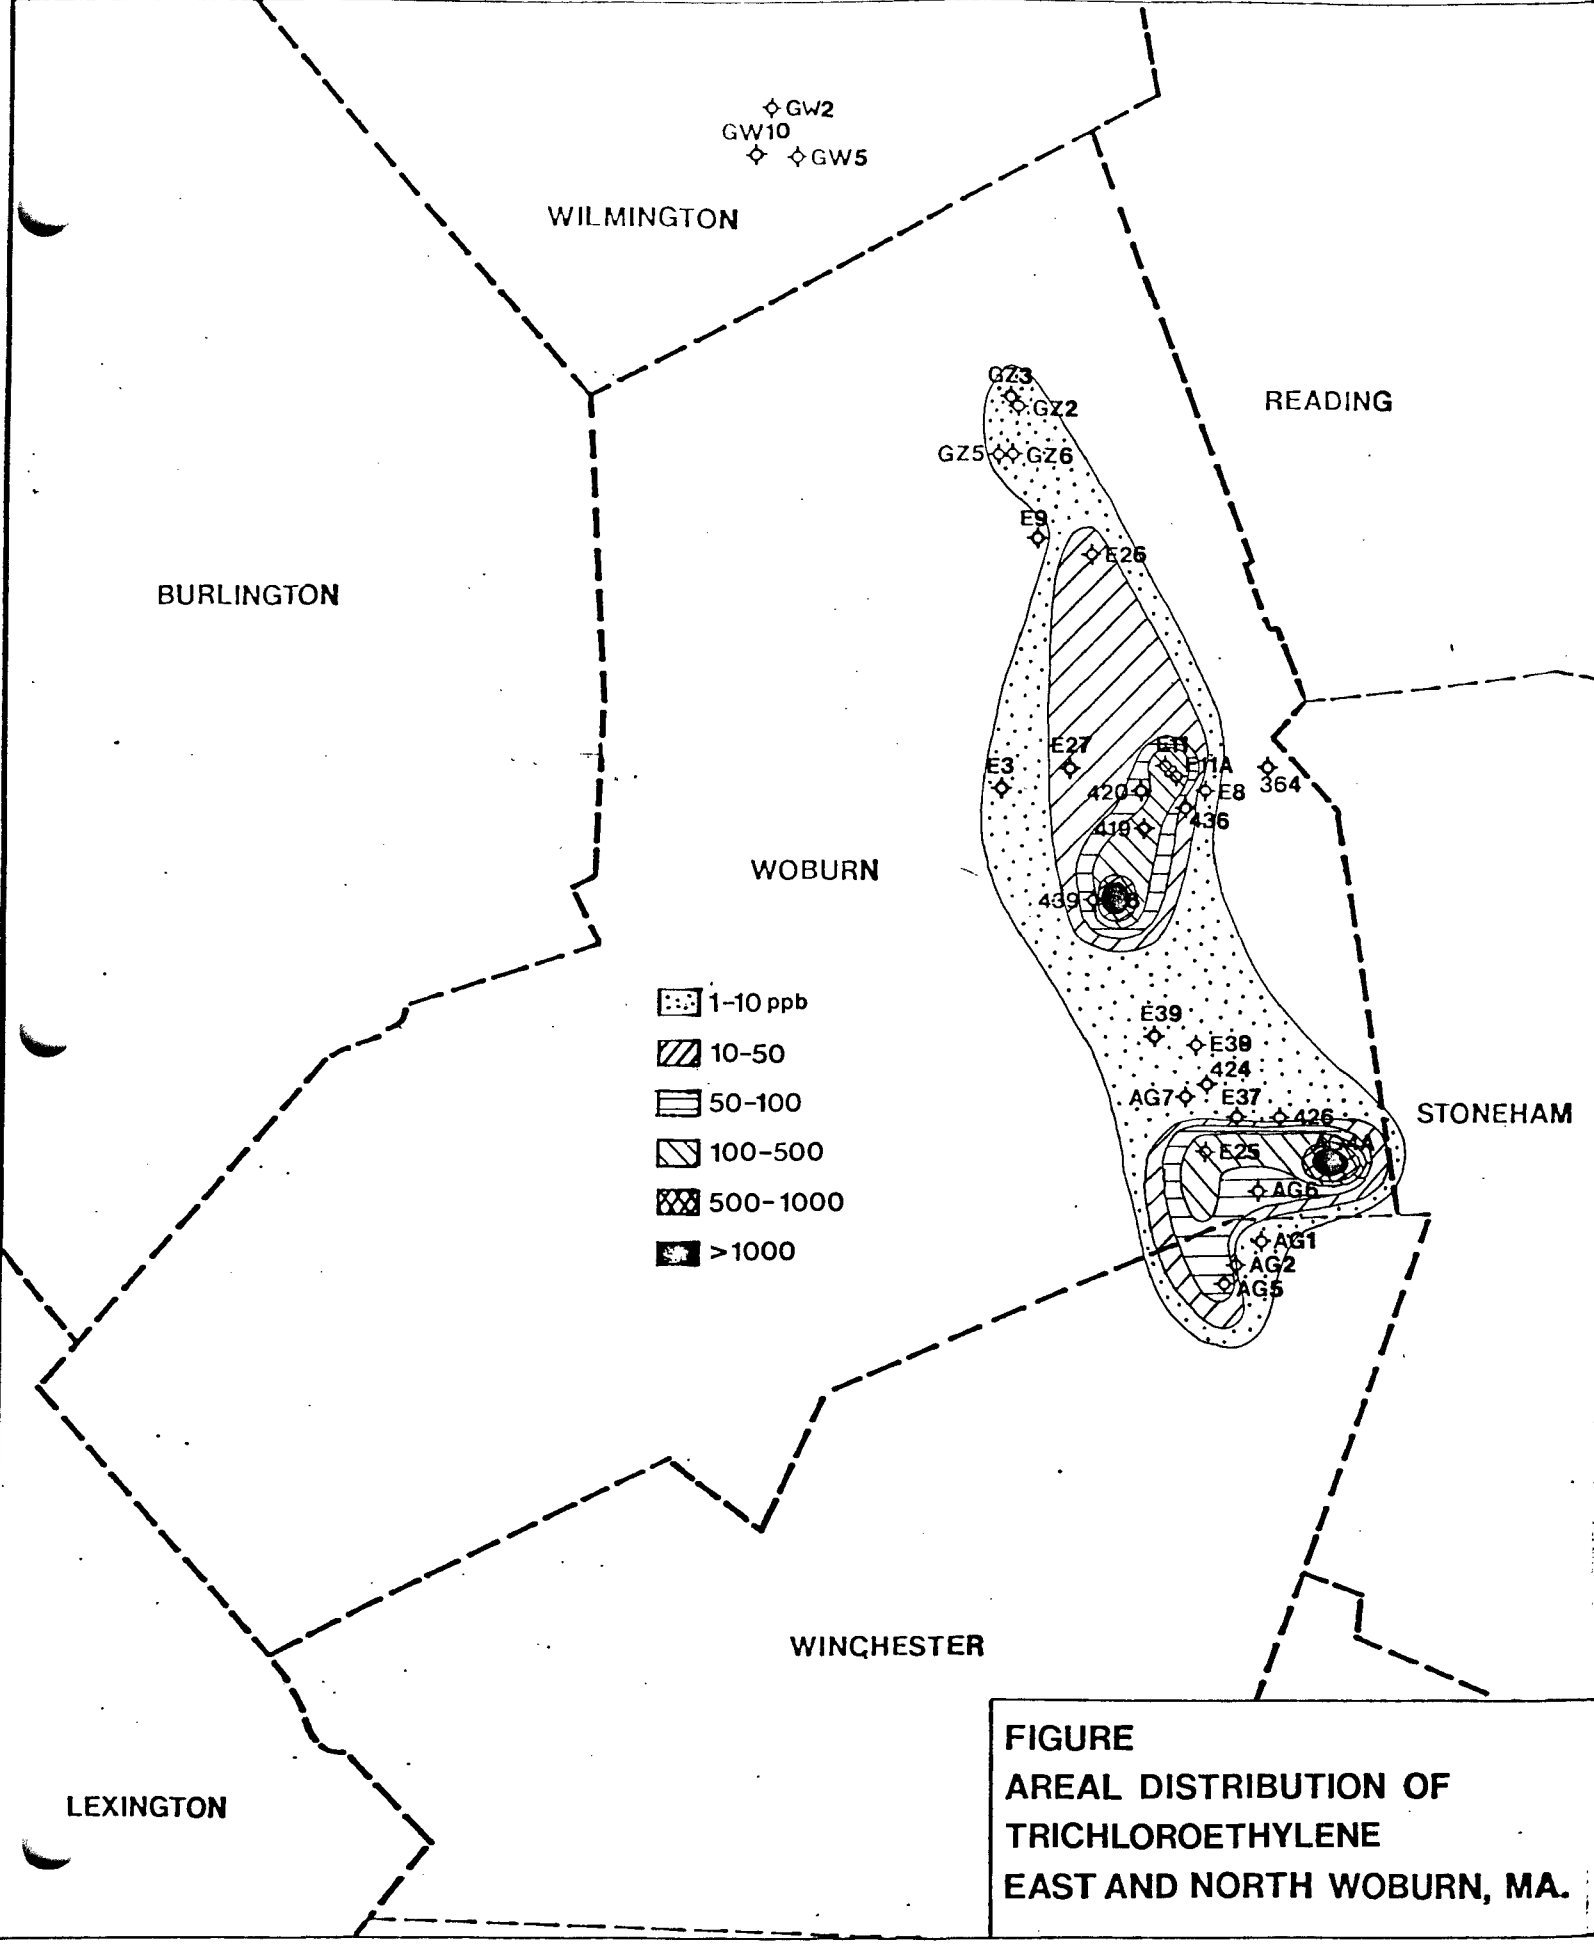 GW2
GW10
GW5
WILMINGTON
GZ3
GZ2
READING
GZ5
GZ6
E9
E26
BURLINGTON
E27
E11
E3
E11A
420
E8
364
436
419
WOBURN
439
1-10 ppb
E39
E38
10-50
424
AG7
E37
50-100
426
STONEHAM
100-500
E25
AG6
500-1000
AG1
>1000
AG2
AG5
WINCHESTER
FIGURE
AREAL DISTRIBUTION OF
TRICHLOROETHYLENE
EAST AND NORTH WOBURN, MA.
LEXINGTON